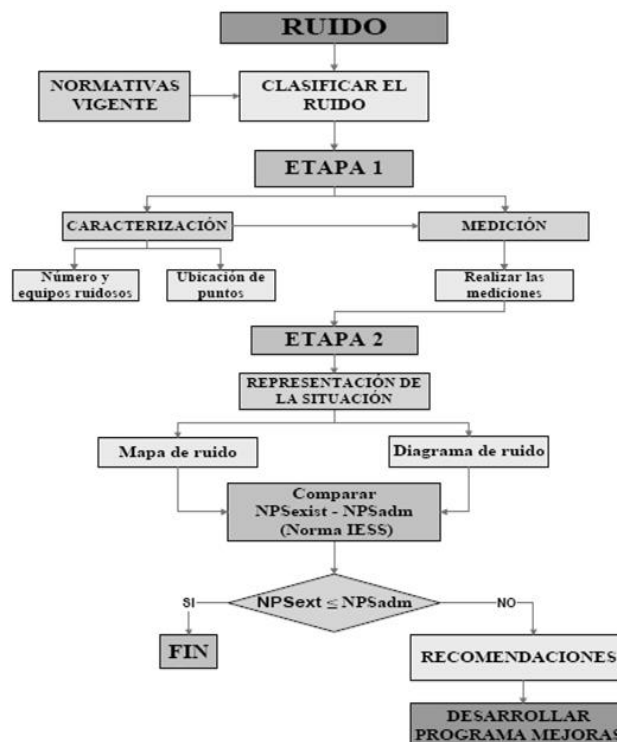 RUIDO
NORMATIVAS
VIGENTE
CLASIFICAR EL
RUIDO
ETAPA 1
CARACTERIZACIÓN
MEDICIÓN
Número y
equipos ruidosos
Ubicación de
puntos
Realizar las
mediciones
ETAPA 2
REPRESENTACIÓN DE
LA SITUACIÓN
Mapa de ruido
Diagrama de ruido
Comparar
NPSexist - NPSadm
(Norma IESS)
SI
NPSext ≤ NPSadm
NO
FIN
RECOMENDACIONES
DESARROLLAR
PROGRAMA MEJORAS